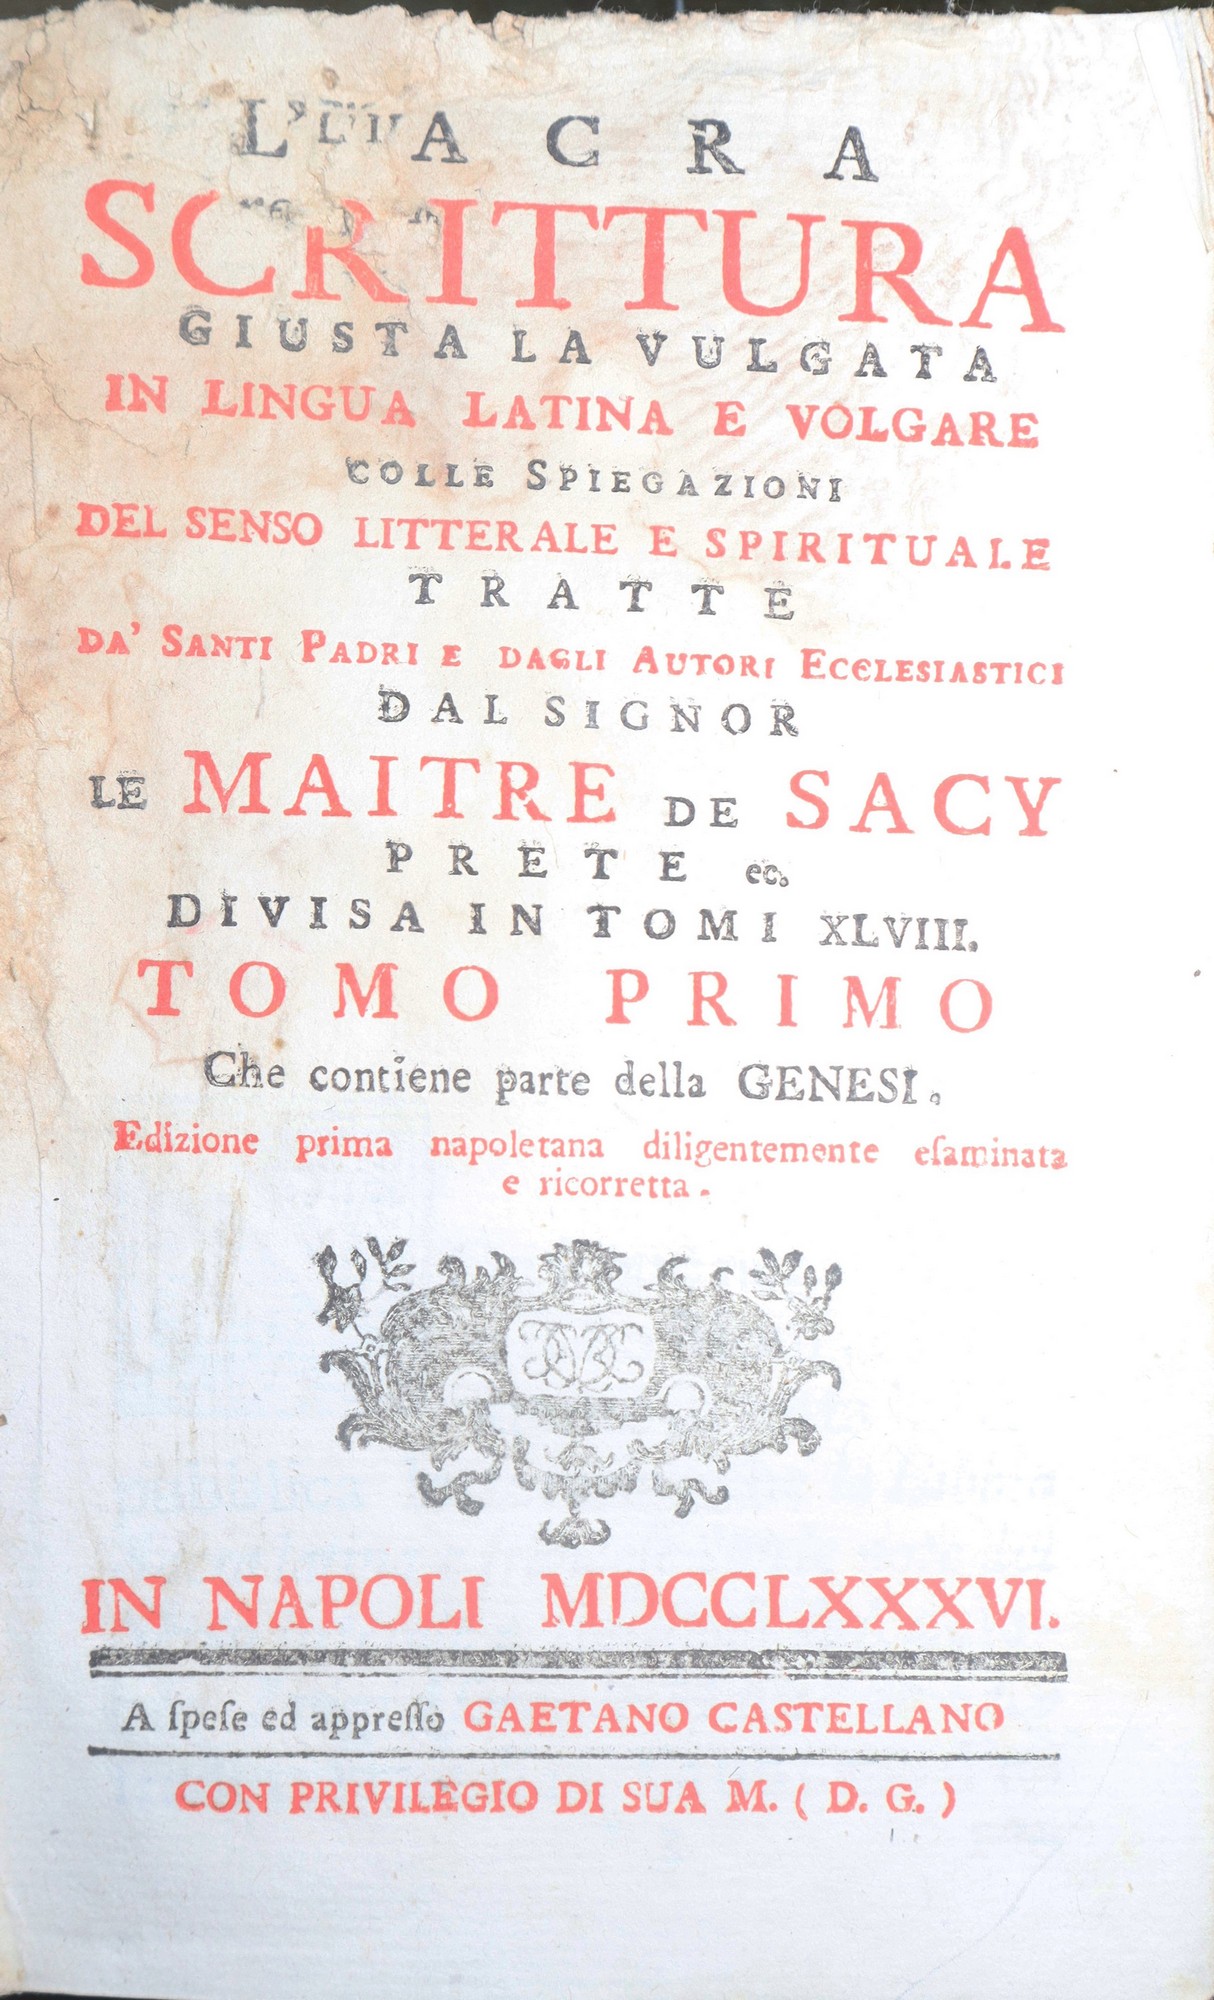 L' ACRA
SCRITTURA
GIUSTA LA VULGATA
IN LINGUA LATINA E VOLGARE
COLLE SPIEGAZIONI
DEL SENSO LITTERALE E SPIRITUALE
TRATTE
DA' SANTI PADRI E DAGLI AUTORI ECCLESIASTICI
DAL SIGNOR
LE MAITRE DE SACY
PRETE ec.
DIVISA IN TOMI XLVIII.
TOMO PRIMO
Che contiene parte della GENESI.
Edizione prima napoletana diligentemente eſaminata
e ricorretta.
IN NAPOLI MDCCLXXXVI.
A ſpeſe ed appreſſo GAETANO CASTELLANO
CON PRIVILEGIO DI SUA M. ( D. G. )